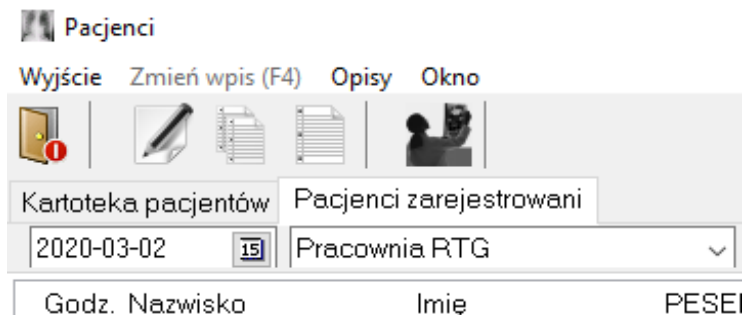 Pacjenci
Wyjście Zmień wpis (F4) Opisy Okno
Kartoteka pacjentów Pacjenci zarejestrowani
2020-03-02 15 Pracownia RTG
Godz. Nazwisko Imię PESEL